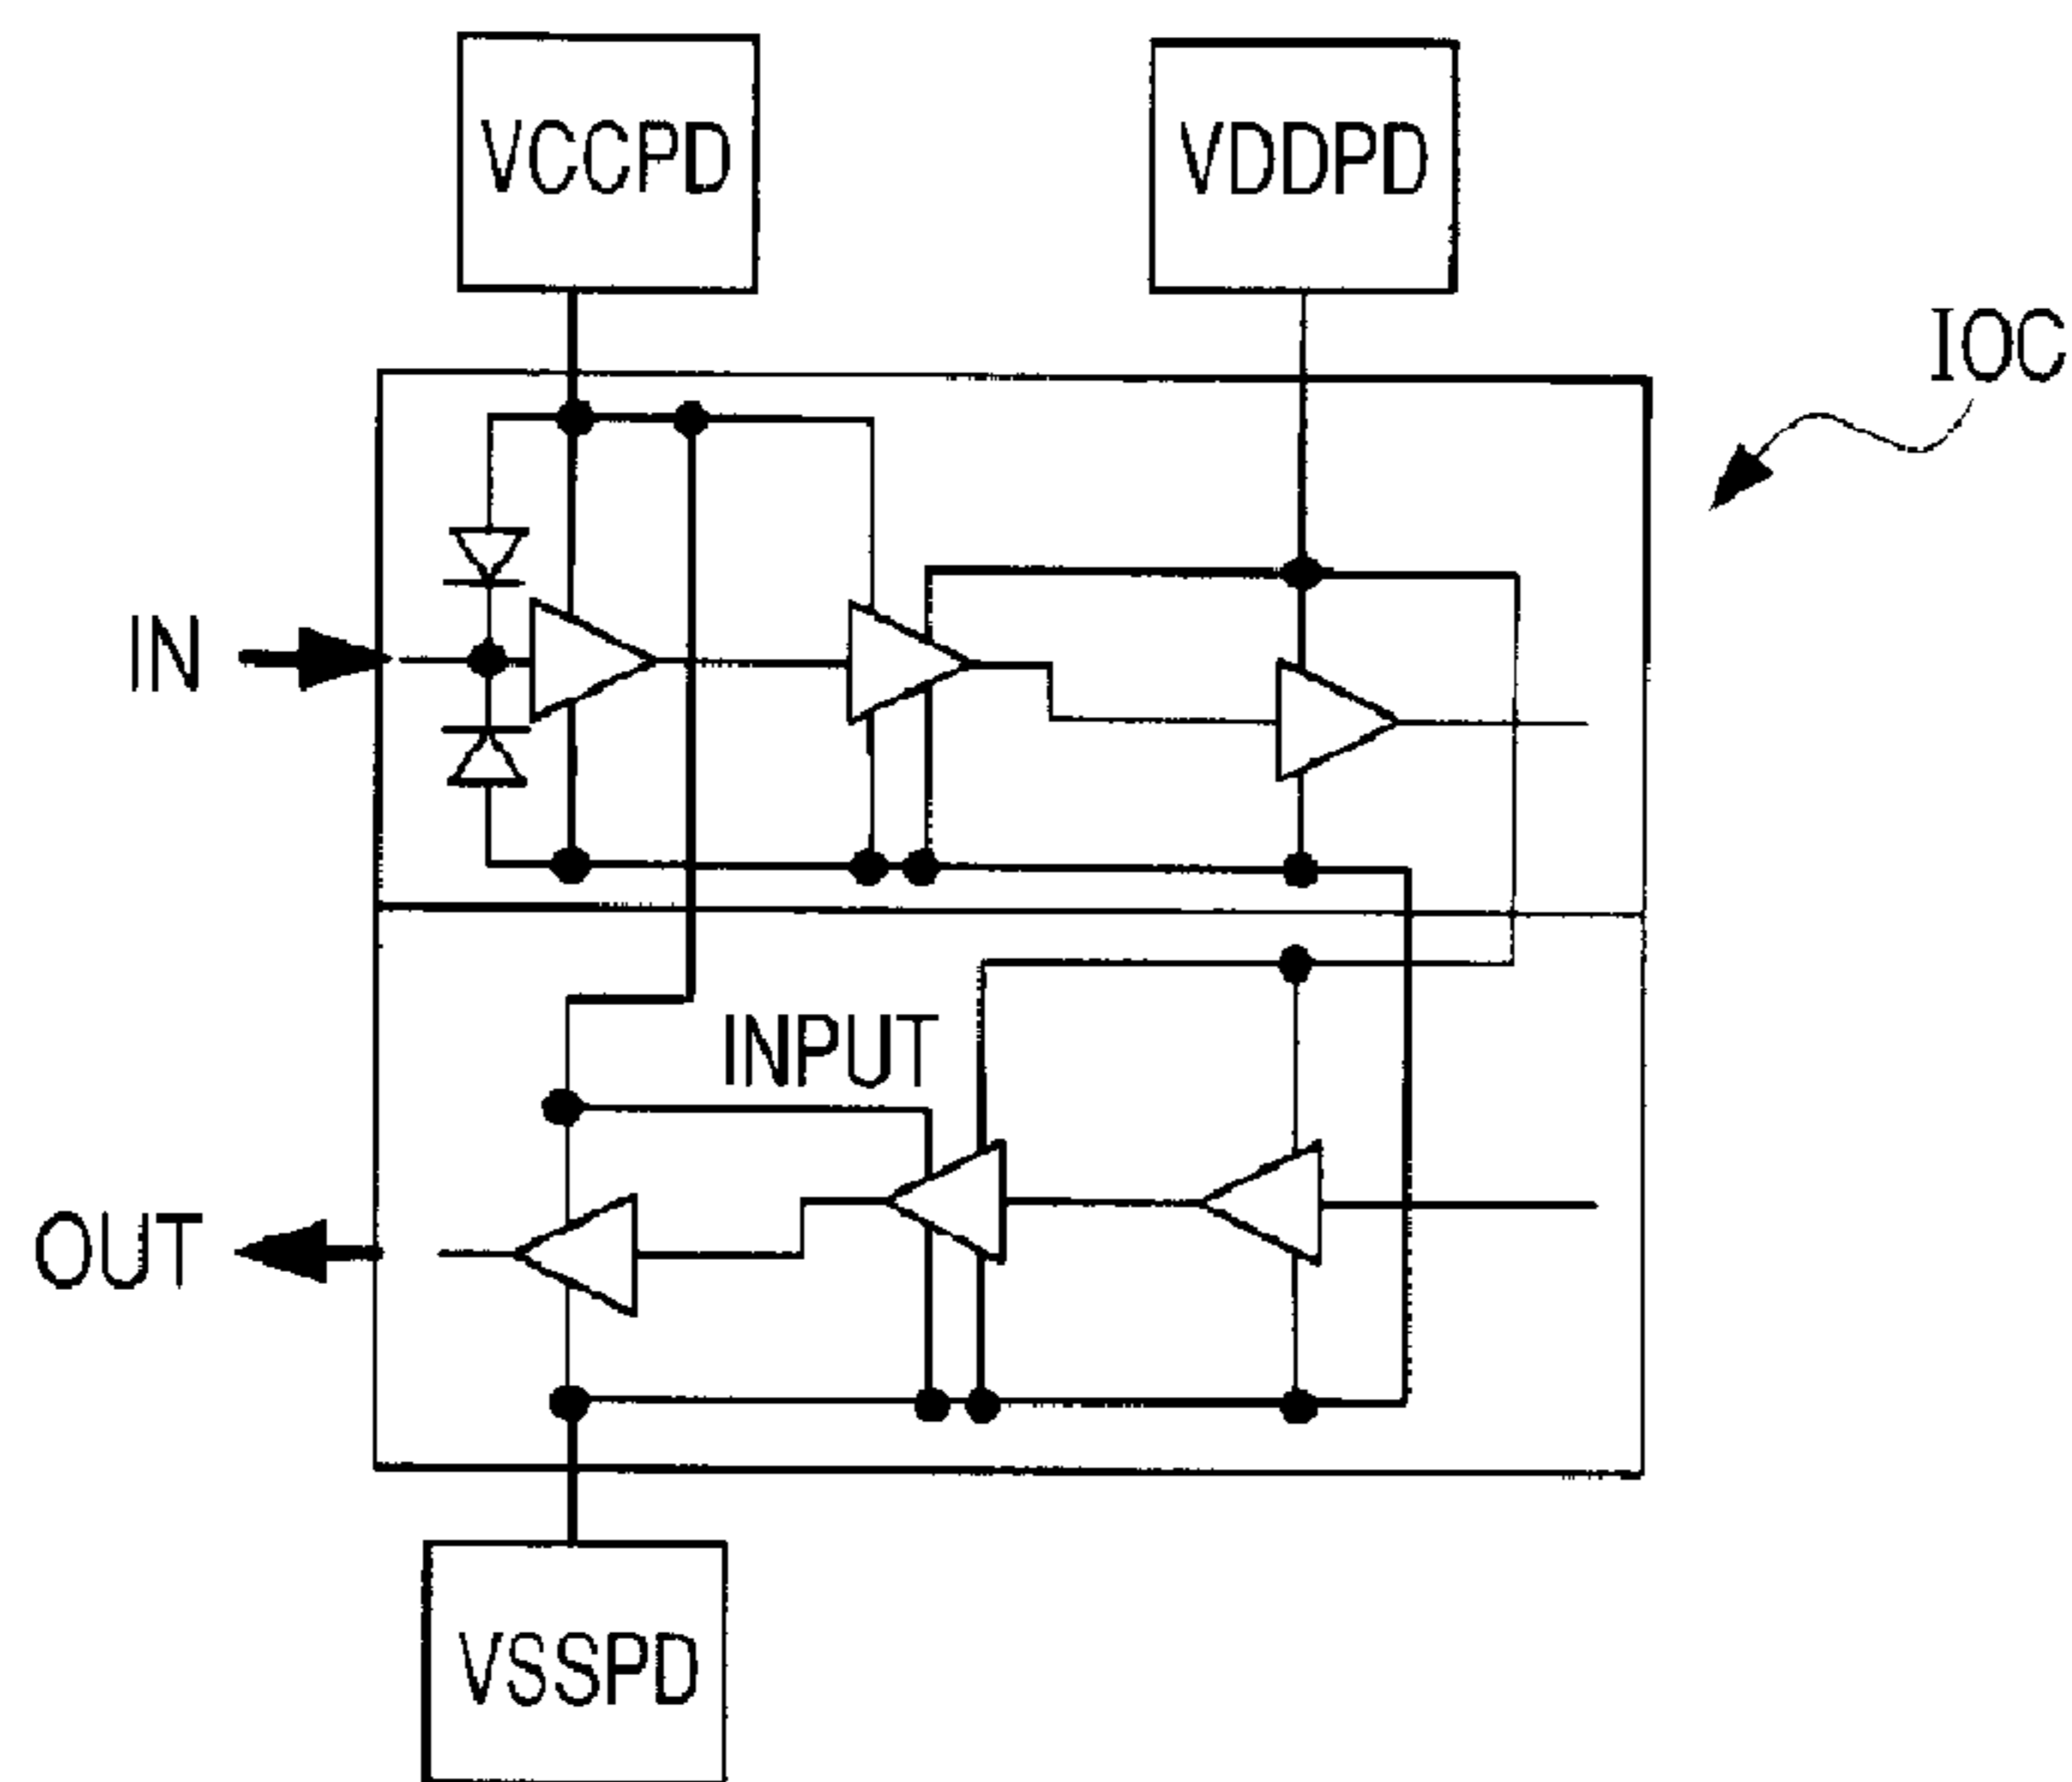 VCCPD
VDDPD
IOC
IN
INPUT
OUT
VSSPD